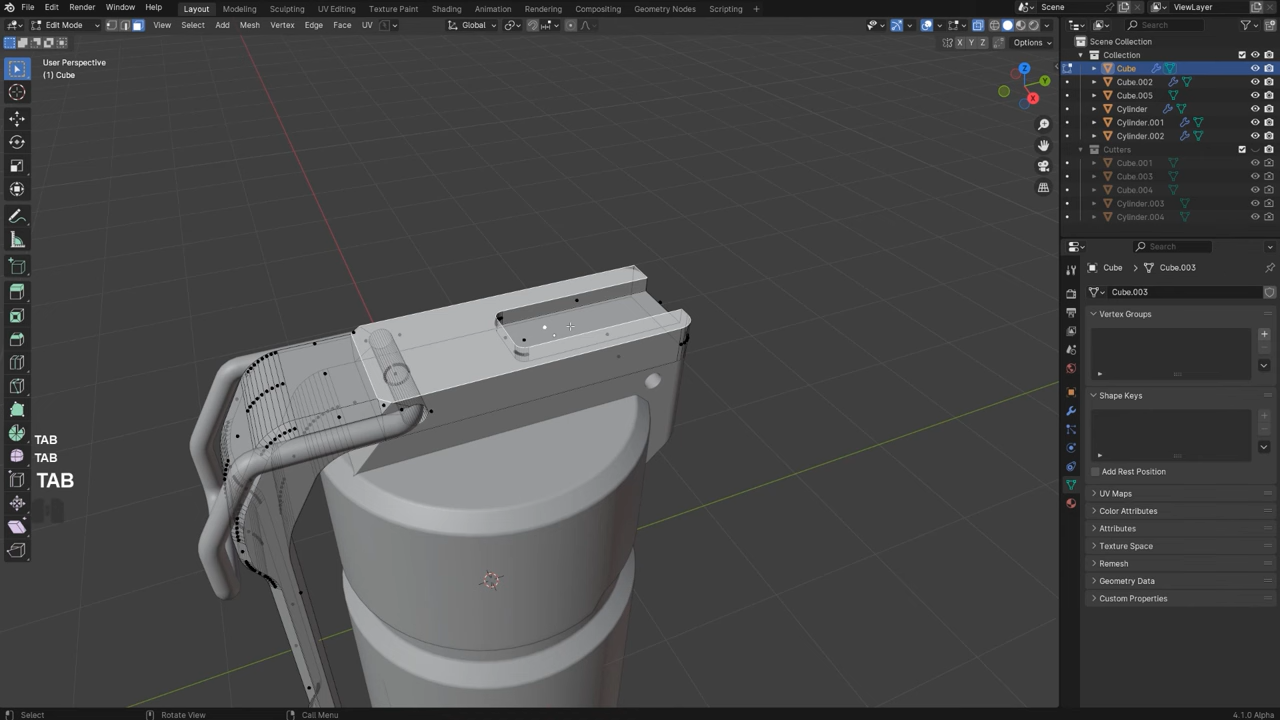 File Edit Render Window Help
Layout Modeling Sculpting UV Editing Texture Paint Shading Animation Rendering Compositing Geometry Nodes Scripting +
Scene
ViewLayer
Edit Mode View Select Add Mesh Vertex Edge Face UV
Global
Search
X Y Z Options
User Perspective
(1) Cube
Z
Y
X
Scene Collection
Collection
Cube
Cube.002
Cube.005
Cylinder
Cylinder.001
Cylinder.002
Cutters
Cube.001
Cube.003
Cube.004
Cylinder.003
Cylinder.004
Search
Cube > Cube.003
Cube.003
Vertex Groups
Shape Keys
Add Rest Position
UV Maps
Color Attributes
Attributes
Texture Space
Remesh
Geometry Data
Custom Properties
TAB
TAB
TAB
Select Rotate View Call Menu
4.1.0 Alpha